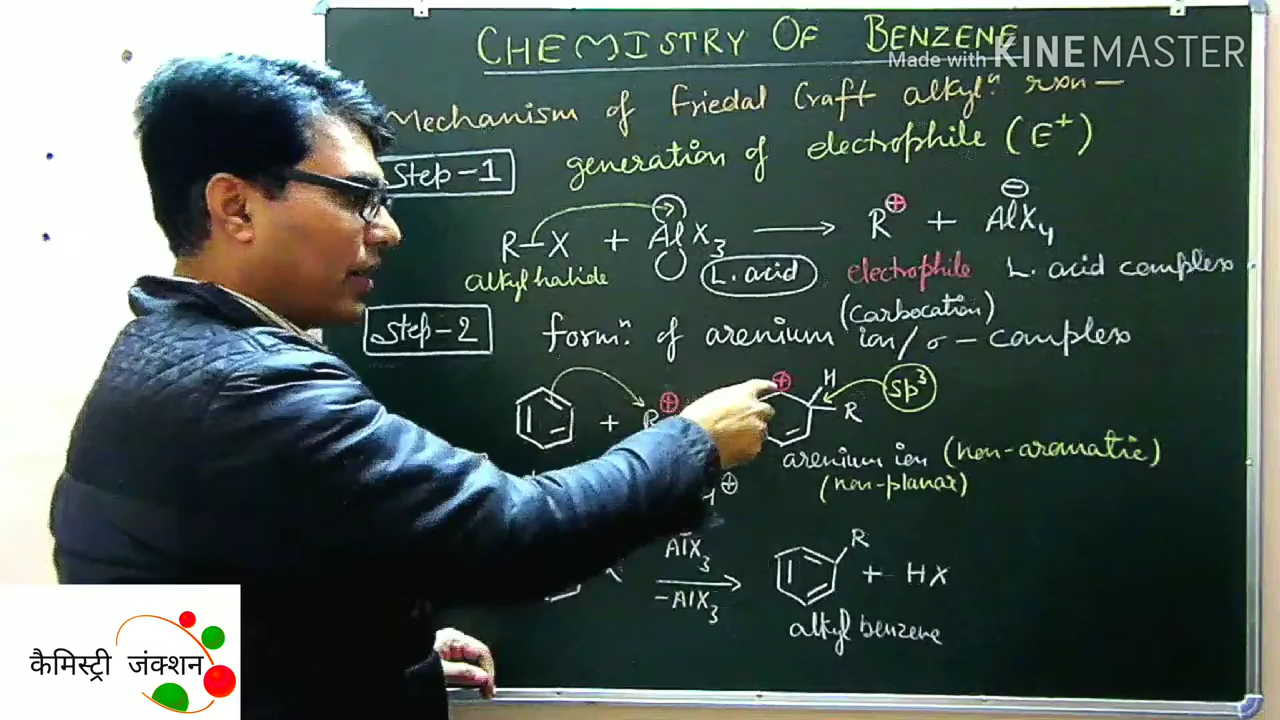 CHEMISTRY OF BENZENE
Made with KINEMASTER
Mechanism of Friedal Craft alkylⁿ rxn —
Step-1 generation of electrophile (E⁺)
R-X + AlX₃ ⟶ R⊕ + AlX₄⊖
alkyl halide L. acid electrophile L. acid complex
(carbocation)
Step-2 formⁿ. of arenium ion/σ-complex
+ R⊕ ⊕ H R sp³
arenium ion (non-aromatic)
(non-planar)
H⊕
AlX₃
-AlX₃
R + HX
alkyl benzene
कैमिस्ट्री जंक्शन